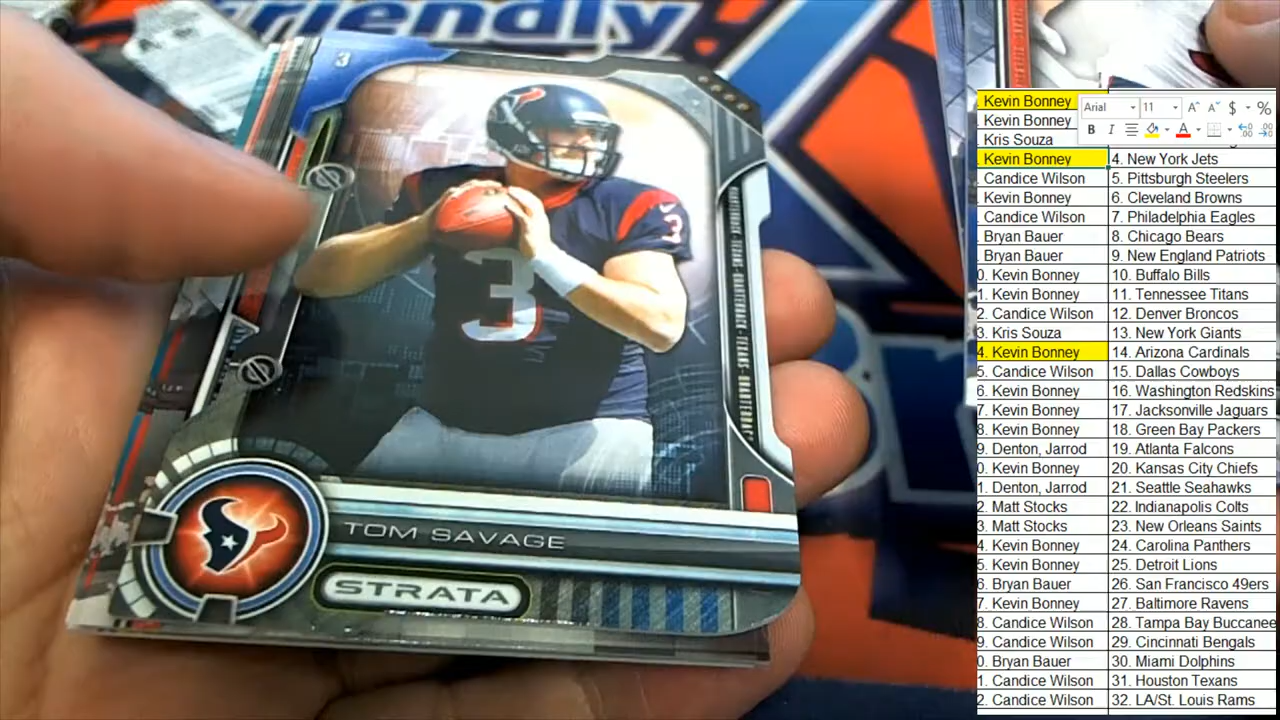 friendly
3
3
3
QUARTERBACK · TEXANS · QUARTERBACK · TEXANS · QUARTERBACK
TOM SAVAGE
STRATA
Arial 11 A A $ %
B I A
Kevin Bonney
Kevin Bonney
Kris Souza
Kevin Bonney 4. New York Jets
Candice Wilson 5. Pittsburgh Steelers
Kevin Bonney 6. Cleveland Browns
Candice Wilson 7. Philadelphia Eagles
Bryan Bauer 8. Chicago Bears
Bryan Bauer 9. New England Patriots
0. Kevin Bonney 10. Buffalo Bills
1. Kevin Bonney 11. Tennessee Titans
2. Candice Wilson 12. Denver Broncos
3. Kris Souza 13. New York Giants
4. Kevin Bonney 14. Arizona Cardinals
5. Candice Wilson 15. Dallas Cowboys
6. Kevin Bonney 16. Washington Redskins
7. Kevin Bonney 17. Jacksonville Jaguars
8. Kevin Bonney 18. Green Bay Packers
9. Denton, Jarrod 19. Atlanta Falcons
0. Kevin Bonney 20. Kansas City Chiefs
1. Denton, Jarrod 21. Seattle Seahawks
2. Matt Stocks 22. Indianapolis Colts
3. Matt Stocks 23. New Orleans Saints
4. Kevin Bonney 24. Carolina Panthers
5. Kevin Bonney 25. Detroit Lions
6. Bryan Bauer 26. San Francisco 49ers
7. Kevin Bonney 27. Baltimore Ravens
8. Candice Wilson 28. Tampa Bay Buccanee
9. Candice Wilson 29. Cincinnati Bengals
0. Bryan Bauer 30. Miami Dolphins
1. Candice Wilson 31. Houston Texans
2. Candice Wilson 32. LA/St. Louis Rams